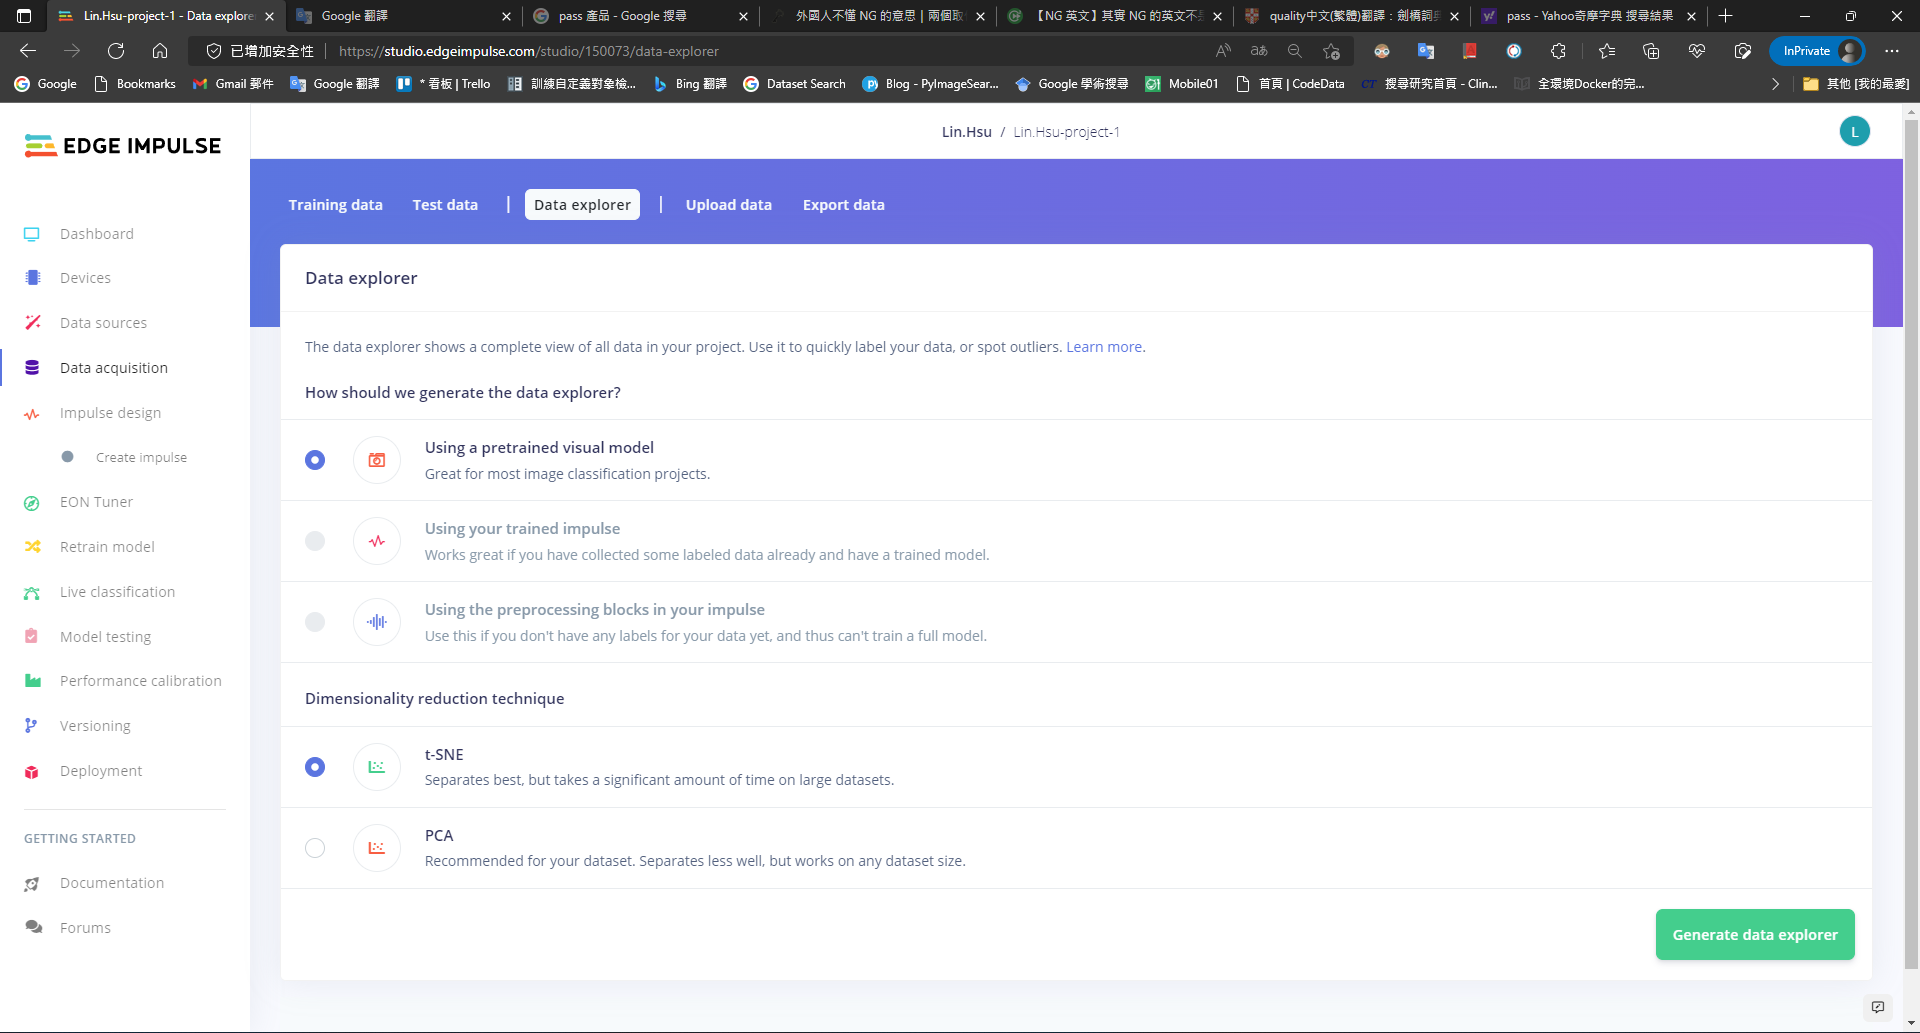 Lin.Hsu-project-1 - Data explorer
Google 翻譯
pass 產品 - Google 搜尋
外國人不懂 NG 的意思 | 兩個取
【NG 英文】其實 NG 的英文不是
quality中文(繁體)翻譯：劍橋詞典
pass - Yahoo奇摩字典 搜尋結果
已增加安全性
https://studio.edgeimpulse.com/studio/150073/data-explorer
InPrivate
Google
Bookmarks
Gmail 郵件
Google 翻譯
* 看板 | Trello
訓練自定義對象檢...
Bing 翻譯
Dataset Search
Blog - PyImageSear...
Google 學術搜尋
Mobile01
首頁 | CodeData
搜尋研究首頁 - Clin...
全環境Docker的完...
其他 [我的最愛]
EDGE IMPULSE
Lin.Hsu / Lin.Hsu-project-1
L
Training data
Test data
Data explorer
Upload data
Export data
Dashboard
Devices
Data sources
Data acquisition
Impulse design
Create impulse
EON Tuner
Retrain model
Live classification
Model testing
Performance calibration
Versioning
Deployment
GETTING STARTED
Documentation
Forums
Data explorer
The data explorer shows a complete view of all data in your project. Use it to quickly label your data, or spot outliers. Learn more.
How should we generate the data explorer?
Using a pretrained visual model
Great for most image classification projects.
Using your trained impulse
Works great if you have collected some labeled data already and have a trained model.
Using the preprocessing blocks in your impulse
Use this if you don't have any labels for your data yet, and thus can't train a full model.
Dimensionality reduction technique
t-SNE
Separates best, but takes a significant amount of time on large datasets.
PCA
Recommended for your dataset. Separates less well, but works on any dataset size.
Generate data explorer